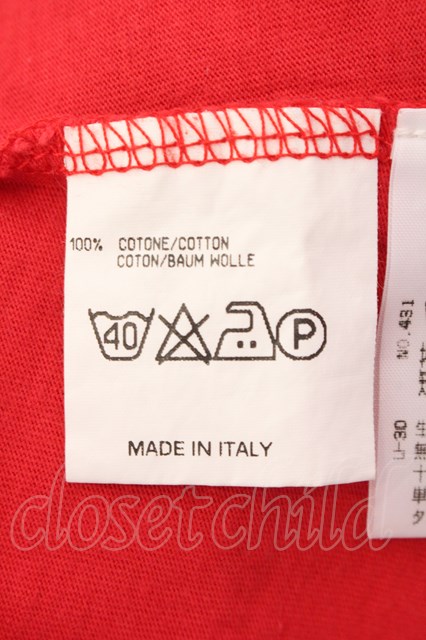 100% COTONE/COTTON
COTON/BAUM WOLLE
40 P
MADE IN ITALY
NO.431
closetchild